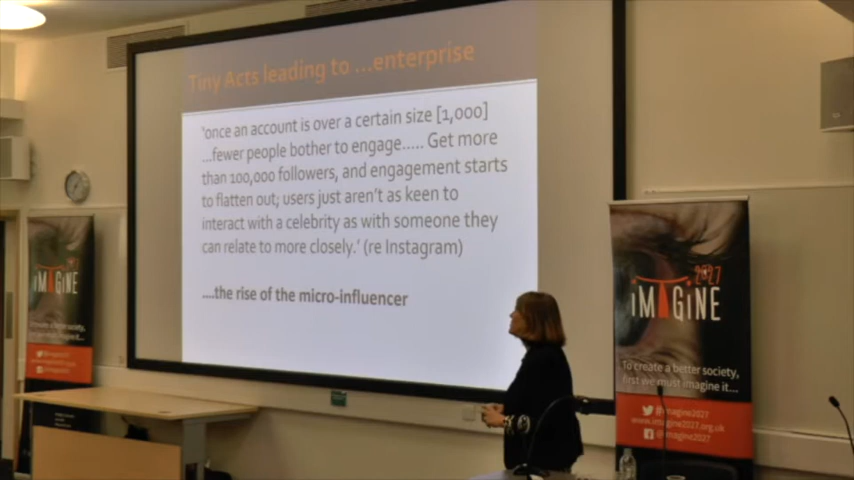 Tiny Acts leading to ...enterprise
'once an account is over a certain size [1,000]
...fewer people bother to engage..... Get more
than 100,000 followers, and engagement starts
to flatten out; users just aren't as keen to
interact with a celebrity as with someone they
can relate to more closely.' (re Instagram)
....the rise of the micro-influencer
iMAGiNE
iMAGiNE
2027
To create a better society,
first we must imagine it...
@imagine2027
www.imagine2027.org.uk
@imagine2027